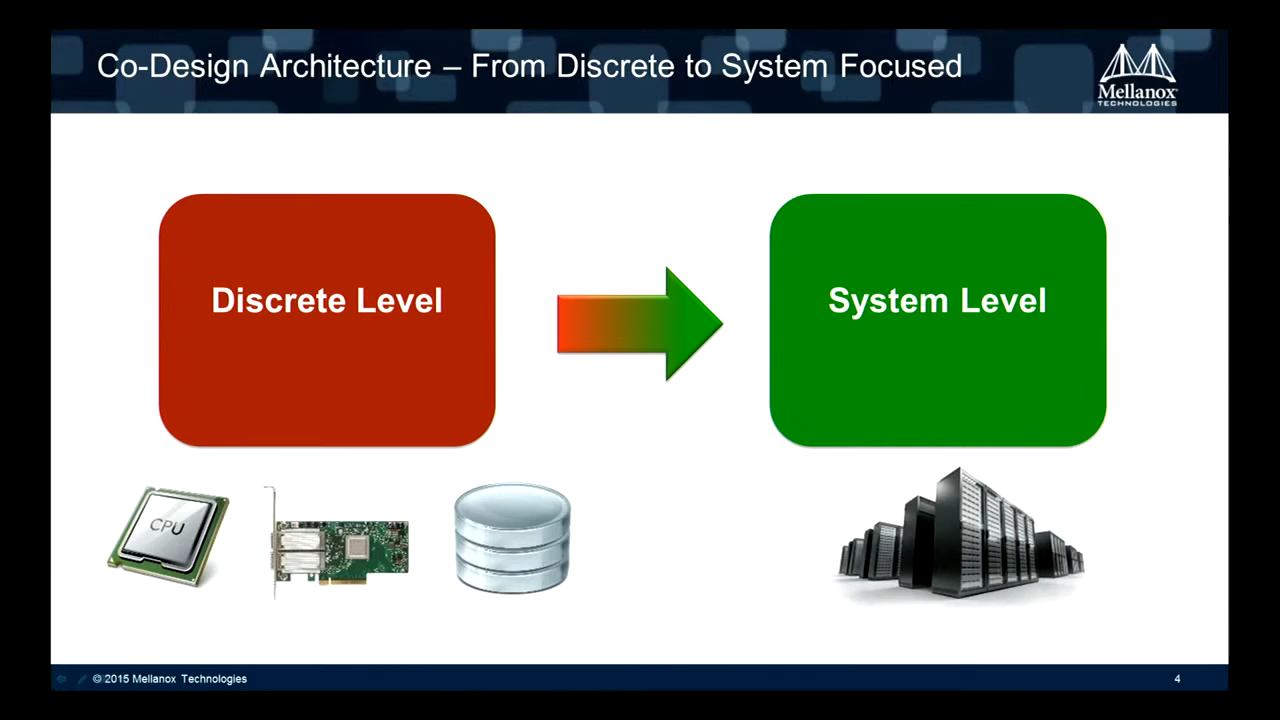 Co-Design Architecture – From Discrete to System Focused
Mellanox
TECHNOLOGIES
Discrete Level
System Level
CPU
© 2015 Mellanox Technologies
4